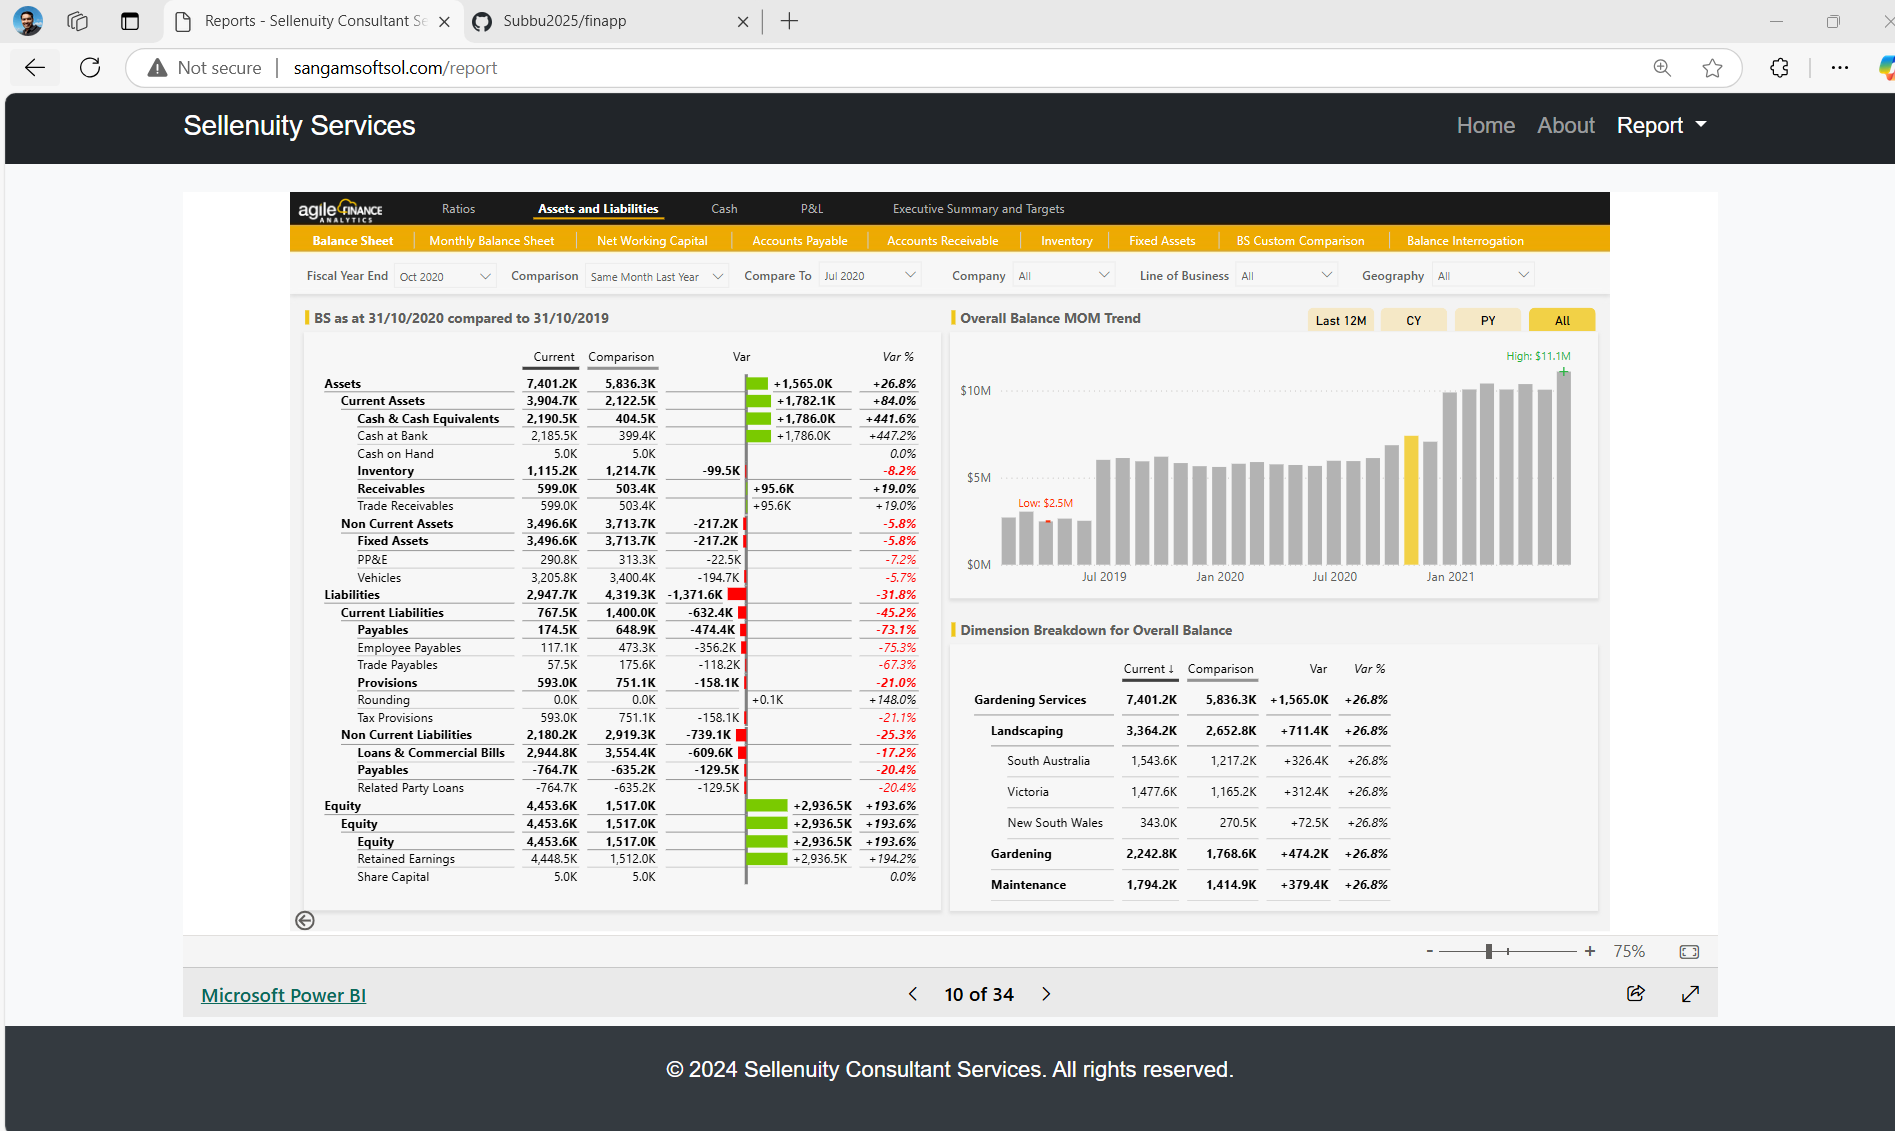 Reports - Sellenuity Consultant Se
Subbu2025/finapp
Not secure
sangamsoftsol.com/report
Sellenuity Services
Home About Report
agile FINANCE ANALYTICS
Ratios Assets and Liabilities Cash P&L Executive Summary and Targets
Balance Sheet Monthly Balance Sheet Net Working Capital Accounts Payable Accounts Receivable Inventory Fixed Assets BS Custom Comparison Balance Interrogation
Fiscal Year End Oct 2020 Comparison Same Month Last Year Compare To Jul 2020 Company All Line of Business All Geography All
BS as at 31/10/2020 compared to 31/10/2019
Current Comparison Var Var %
Assets 7,401.2K 5,836.3K +1,565.0K +26.8%
Current Assets 3,904.7K 2,122.5K +1,782.1K +84.0%
Cash & Cash Equivalents 2,190.5K 404.5K +1,786.0K +441.6%
Cash at Bank 2,185.5K 399.4K +1,786.0K +447.2%
Cash on Hand 5.0K 5.0K 0.0%
Inventory 1,115.2K 1,214.7K -99.5K -8.2%
Receivables 599.0K 503.4K +95.6K +19.0%
Trade Receivables 599.0K 503.4K +95.6K +19.0%
Non Current Assets 3,496.6K 3,713.7K -217.2K -5.8%
Fixed Assets 3,496.6K 3,713.7K -217.2K -5.8%
PP&E 290.8K 313.3K -22.5K -7.2%
Vehicles 3,205.8K 3,400.4K -194.7K -5.7%
Liabilities 2,947.7K 4,319.3K -1,371.6K -31.8%
Current Liabilities 767.5K 1,400.0K -632.4K -45.2%
Payables 174.5K 648.9K -474.4K -73.1%
Employee Payables 117.1K 473.3K -356.2K -75.3%
Trade Payables 57.5K 175.6K -118.2K -67.3%
Provisions 593.0K 751.1K -158.1K -21.0%
Rounding 0.0K 0.0K +0.1K +148.0%
Tax Provisions 593.0K 751.1K -158.1K -21.1%
Non Current Liabilities 2,180.2K 2,919.3K -739.1K -25.3%
Loans & Commercial Bills 2,944.8K 3,554.4K -609.6K -17.2%
Payables -764.7K -635.2K -129.5K -20.4%
Related Party Loans -764.7K -635.2K -129.5K -20.4%
Equity 4,453.6K 1,517.0K +2,936.5K +193.6%
Equity 4,453.6K 1,517.0K +2,936.5K +193.6%
Equity 4,453.6K 1,517.0K +2,936.5K +193.6%
Retained Earnings 4,448.5K 1,512.0K +2,936.5K +194.2%
Share Capital 5.0K 5.0K 0.0%
Overall Balance MOM Trend
Last 12M CY PY All
High: $11.1M
$10M
$5M
Low: $2.5M
$0M
Jul 2019 Jan 2020 Jul 2020 Jan 2021
Dimension Breakdown for Overall Balance
Current ↓ Comparison Var Var %
Gardening Services 7,401.2K 5,836.3K +1,565.0K +26.8%
Landscaping 3,364.2K 2,652.8K +711.4K +26.8%
South Australia 1,543.6K 1,217.2K +326.4K +26.8%
Victoria 1,477.6K 1,165.2K +312.4K +26.8%
New South Wales 343.0K 270.5K +72.5K +26.8%
Gardening 2,242.8K 1,768.6K +474.2K +26.8%
Maintenance 1,794.2K 1,414.9K +379.4K +26.8%
- + 75%
Microsoft Power BI
10 of 34
© 2024 Sellenuity Consultant Services. All rights reserved.